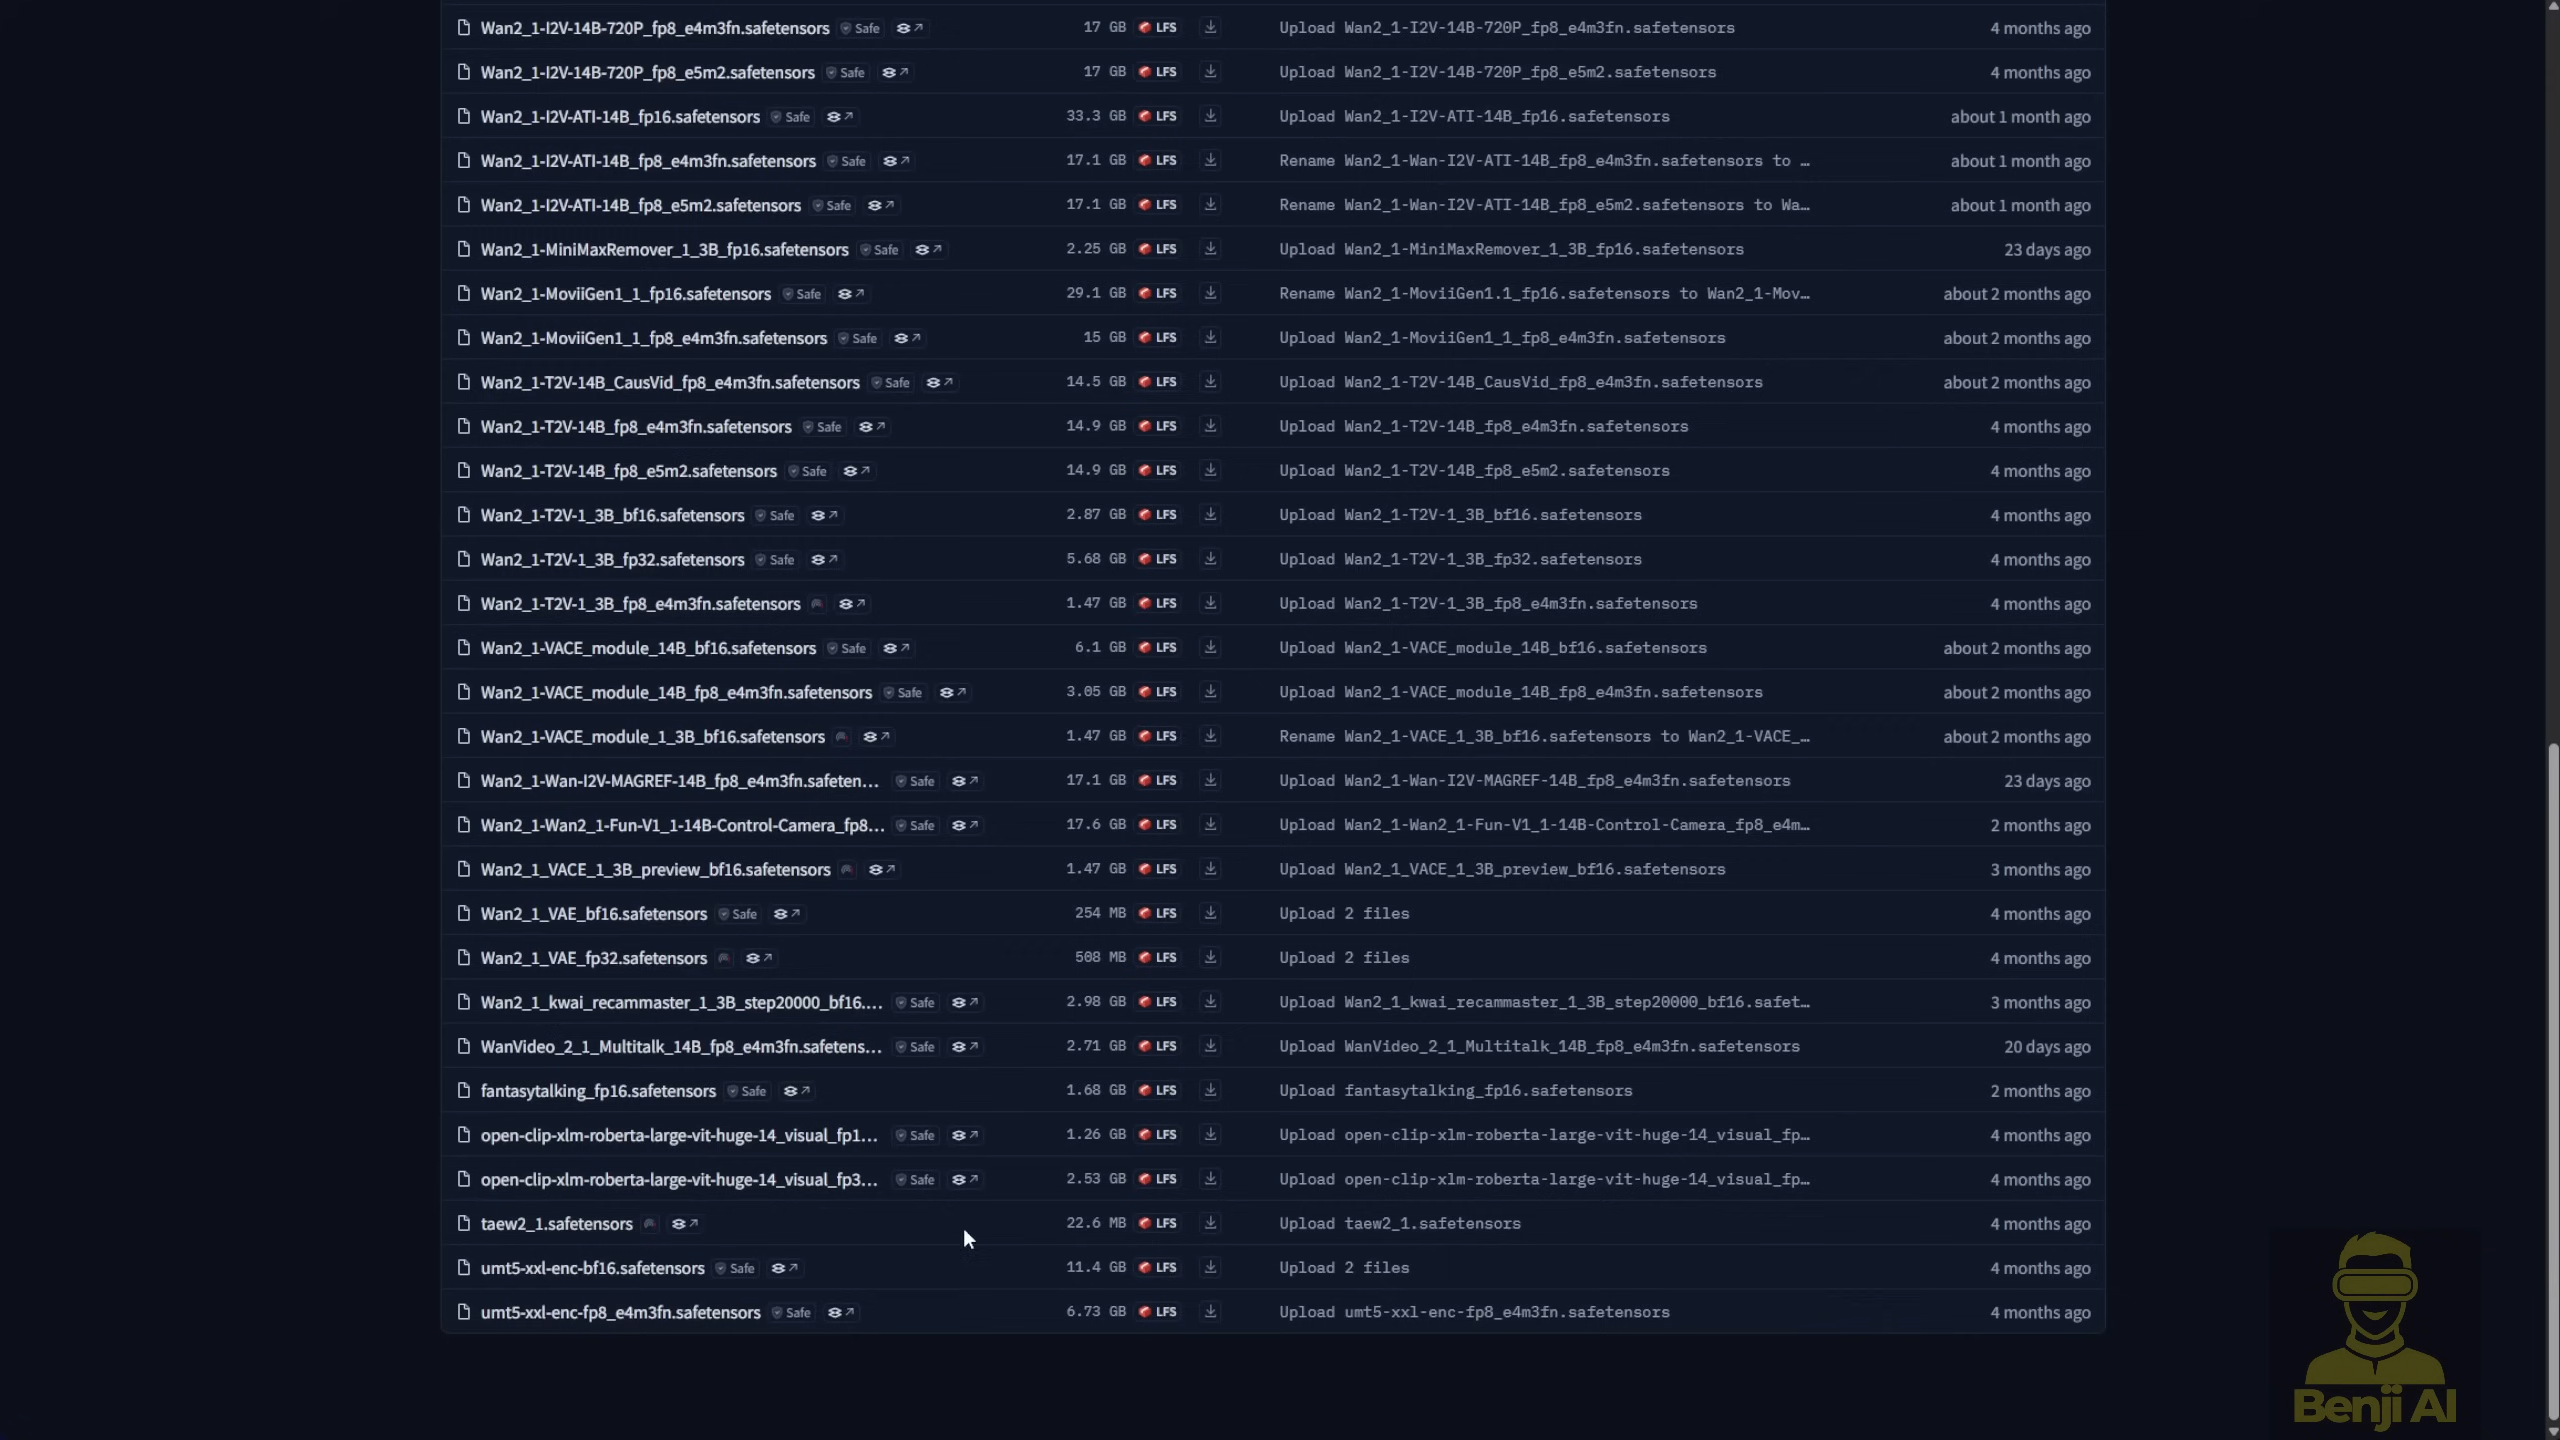 Wan2_1-I2V-14B-720P_fp8_e4m3fn.safetensors Safe 17 GB LFS Upload Wan2_1-I2V-14B-720P_fp8_e4m3fn.safetensors 4 months ago
Wan2_1-I2V-14B-720P_fp8_e5m2.safetensors Safe 17 GB LFS Upload Wan2_1-I2V-14B-720P_fp8_e5m2.safetensors 4 months ago
Wan2_1-I2V-ATI-14B_fp16.safetensors Safe 33.3 GB LFS Upload Wan2_1-I2V-ATI-14B_fp16.safetensors about 1 month ago
Wan2_1-I2V-ATI-14B_fp8_e4m3fn.safetensors Safe 17.1 GB LFS Rename Wan2_1-Wan-I2V-ATI-14B_fp8_e4m3fn.safetensors to … about 1 month ago
Wan2_1-I2V-ATI-14B_fp8_e5m2.safetensors Safe 17.1 GB LFS Rename Wan2_1-Wan-I2V-ATI-14B_fp8_e5m2.safetensors to Wa… about 1 month ago
Wan2_1-MiniMaxRemover_1_3B_fp16.safetensors Safe 2.25 GB LFS Upload Wan2_1-MiniMaxRemover_1_3B_fp16.safetensors 23 days ago
Wan2_1-MoviiGen1_1_fp16.safetensors Safe 29.1 GB LFS Rename Wan2_1-MoviiGen1.1_fp16.safetensors to Wan2_1-Mov… about 2 months ago
Wan2_1-MoviiGen1_1_fp8_e4m3fn.safetensors Safe 15 GB LFS Upload Wan2_1-MoviiGen1_1_fp8_e4m3fn.safetensors about 2 months ago
Wan2_1-T2V-14B_CausVid_fp8_e4m3fn.safetensors Safe 14.5 GB LFS Upload Wan2_1-T2V-14B_CausVid_fp8_e4m3fn.safetensors about 2 months ago
Wan2_1-T2V-14B_fp8_e4m3fn.safetensors Safe 14.9 GB LFS Upload Wan2_1-T2V-14B_fp8_e4m3fn.safetensors 4 months ago
Wan2_1-T2V-14B_fp8_e5m2.safetensors Safe 14.9 GB LFS Upload Wan2_1-T2V-14B_fp8_e5m2.safetensors 4 months ago
Wan2_1-T2V-1_3B_bf16.safetensors Safe 2.87 GB LFS Upload Wan2_1-T2V-1_3B_bf16.safetensors 4 months ago
Wan2_1-T2V-1_3B_fp32.safetensors Safe 5.68 GB LFS Upload Wan2_1-T2V-1_3B_fp32.safetensors 4 months ago
Wan2_1-T2V-1_3B_fp8_e4m3fn.safetensors 1.47 GB LFS Upload Wan2_1-T2V-1_3B_fp8_e4m3fn.safetensors 4 months ago
Wan2_1-VACE_module_14B_bf16.safetensors Safe 6.1 GB LFS Upload Wan2_1-VACE_module_14B_bf16.safetensors about 2 months ago
Wan2_1-VACE_module_14B_fp8_e4m3fn.safetensors Safe 3.05 GB LFS Upload Wan2_1-VACE_module_14B_fp8_e4m3fn.safetensors about 2 months ago
Wan2_1-VACE_module_1_3B_bf16.safetensors 1.47 GB LFS Rename Wan2_1-VACE_1_3B_bf16.safetensors to Wan2_1-VACE_… about 2 months ago
Wan2_1-Wan-I2V-MAGREF-14B_fp8_e4m3fn.safeten… Safe 17.1 GB LFS Upload Wan2_1-Wan-I2V-MAGREF-14B_fp8_e4m3fn.safetensors 23 days ago
Wan2_1-Wan2_1-Fun-V1_1-14B-Control-Camera_fp8… Safe 17.6 GB LFS Upload Wan2_1-Wan2_1-Fun-V1_1-14B-Control-Camera_fp8_e4m… 2 months ago
Wan2_1_VACE_1_3B_preview_bf16.safetensors 1.47 GB LFS Upload Wan2_1_VACE_1_3B_preview_bf16.safetensors 3 months ago
Wan2_1_VAE_bf16.safetensors Safe 254 MB LFS Upload 2 files 4 months ago
Wan2_1_VAE_fp32.safetensors 508 MB LFS Upload 2 files 4 months ago
Wan2_1_kwai_recammaster_1_3B_step20000_bf16.… Safe 2.98 GB LFS Upload Wan2_1_kwai_recammaster_1_3B_step20000_bf16.safet… 3 months ago
WanVideo_2_1_Multitalk_14B_fp8_e4m3fn.safetens… Safe 2.71 GB LFS Upload WanVideo_2_1_Multitalk_14B_fp8_e4m3fn.safetensors 20 days ago
fantasytalking_fp16.safetensors Safe 1.68 GB LFS Upload fantasytalking_fp16.safetensors 2 months ago
open-clip-xlm-roberta-large-vit-huge-14_visual_fp1… Safe 1.26 GB LFS Upload open-clip-xlm-roberta-large-vit-huge-14_visual_fp… 4 months ago
open-clip-xlm-roberta-large-vit-huge-14_visual_fp3… Safe 2.53 GB LFS Upload open-clip-xlm-roberta-large-vit-huge-14_visual_fp… 4 months ago
taew2_1.safetensors 22.6 MB LFS Upload taew2_1.safetensors 4 months ago
umt5-xxl-enc-bf16.safetensors Safe 11.4 GB LFS Upload 2 files 4 months ago
umt5-xxl-enc-fp8_e4m3fn.safetensors Safe 6.73 GB LFS Upload umt5-xxl-enc-fp8_e4m3fn.safetensors 4 months ago
Benji AI